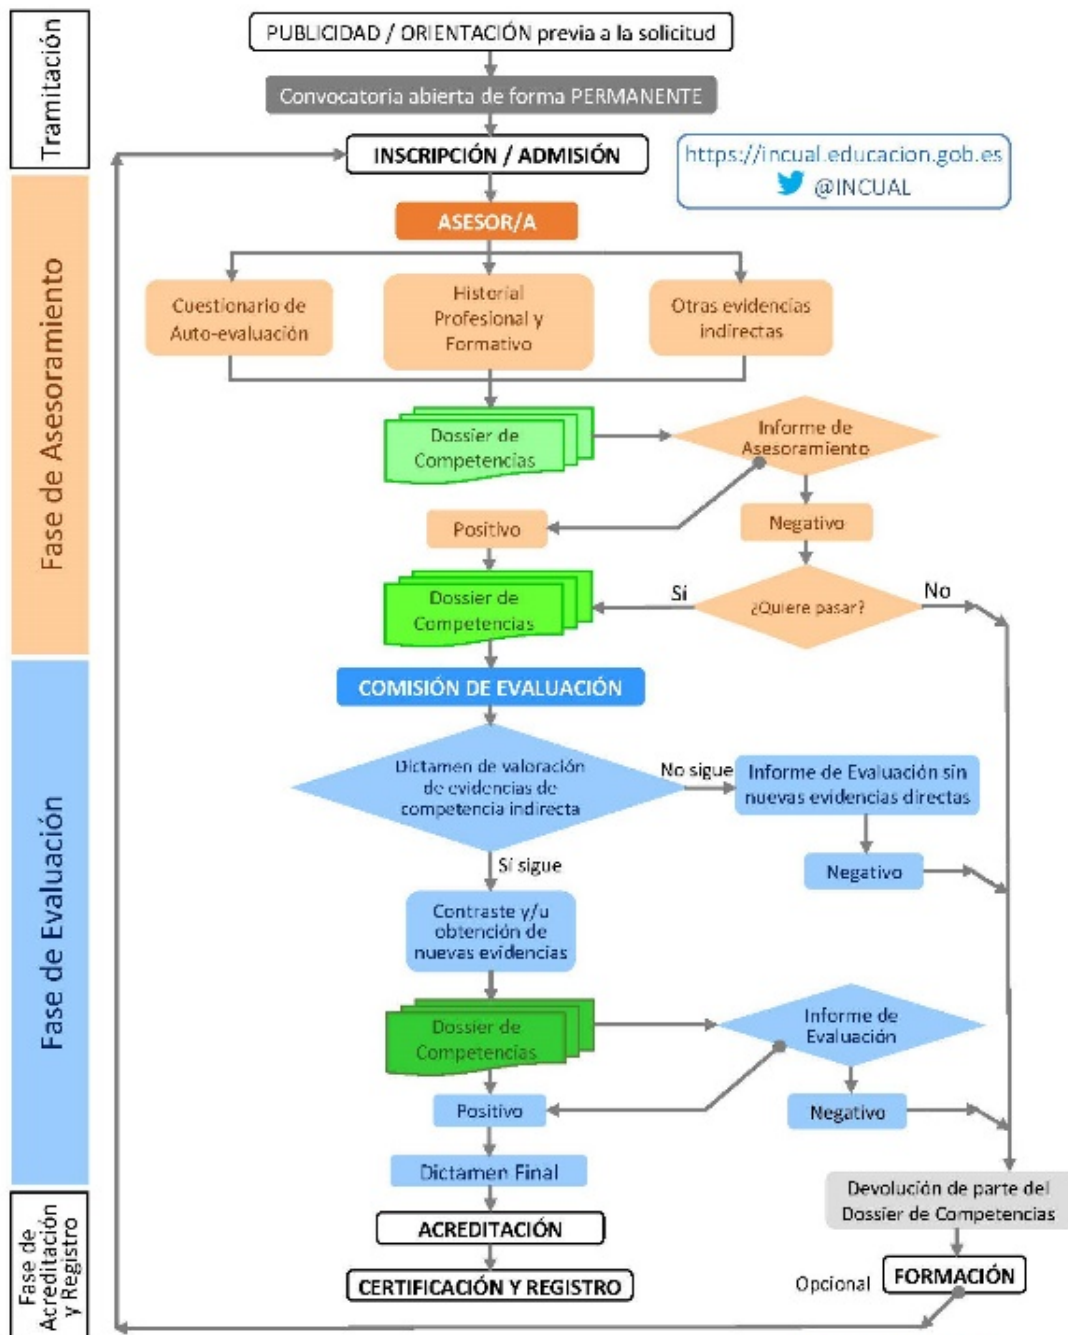 Tramitación
PUBLICIDAD / ORIENTACIÓN previa a la solicitud
Convocatoria abierta de forma PERMANENTE
INSCRIPCIÓN / ADMISIÓN
https://incual.educacion.gob.es
@INCUAL
Fase de Asesoramiento
ASESOR/A
Cuestionario de
Auto-evaluación
Historial
Profesional y
Formativo
Otras evidencias
indirectas
Dossier de
Competencias
Informe de
Asesoramiento
Positivo
Negativo
Dossier de
Competencias
Sí
¿Quiere pasar?
No
Fase de Evaluación
COMISIÓN DE EVALUACIÓN
Dictamen de valoración
de evidencias de
competencia indirecta
No sigue
Informe de Evaluación sin
nuevas evidencias directas
Negativo
Sí sigue
Contraste y/u
obtención de
nuevas evidencias
Dossier de
Competencias
Informe de
Evaluación
Positivo
Negativo
Dictamen Final
Fase de
Acreditación
y Registro
ACREDITACIÓN
CERTIFICACIÓN Y REGISTRO
Devolución de parte del
Dossier de Competencias
Opcional
FORMACIÓN